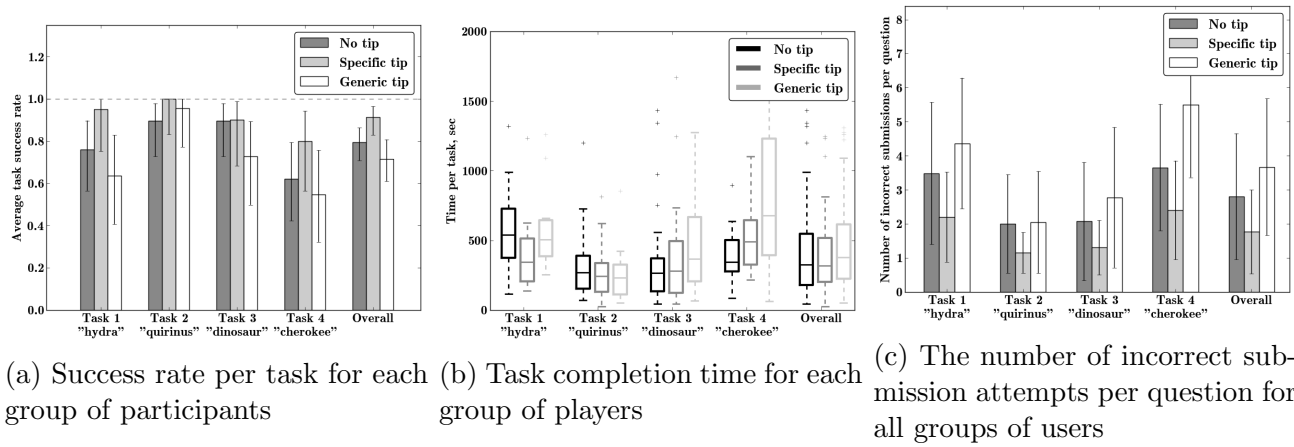 1.2
1.0
0.8
0.6
0.4
0.2
0.0
Average task success rate
No tip
Specific tip
Generic tip
Task 1 Task 2 Task 3 Task 4 Overall
"hydra" "quirinus" "dinosaur" "cherokee"
(a) Success rate per task for each
group of participants
2000
1500
1000
500
0
Time per task, sec
No tip
Specific tip
Generic tip
Task 1 Task 2 Task 3 Task 4 Overall
"hydra" "quirinus" "dinosaur" "cherokee"
(b) Task completion time for each
group of players
8
7
6
5
4
3
2
1
0
Number of incorrect submissions per question
No tip
Specific tip
Generic tip
Task 1 Task 2 Task 3 Task 4 Overall
"hydra" "quirinus" "dinosaur" "cherokee"
(c) The number of incorrect sub-
mission attempts per question for
all groups of users